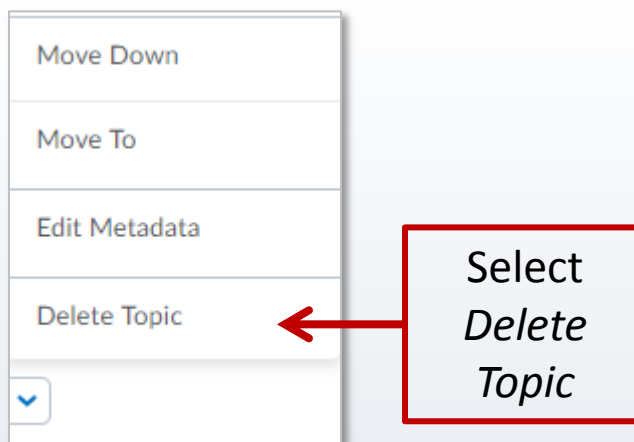 Move Down
Move To
Edit Metadata
Delete Topic
Select
Delete
Topic